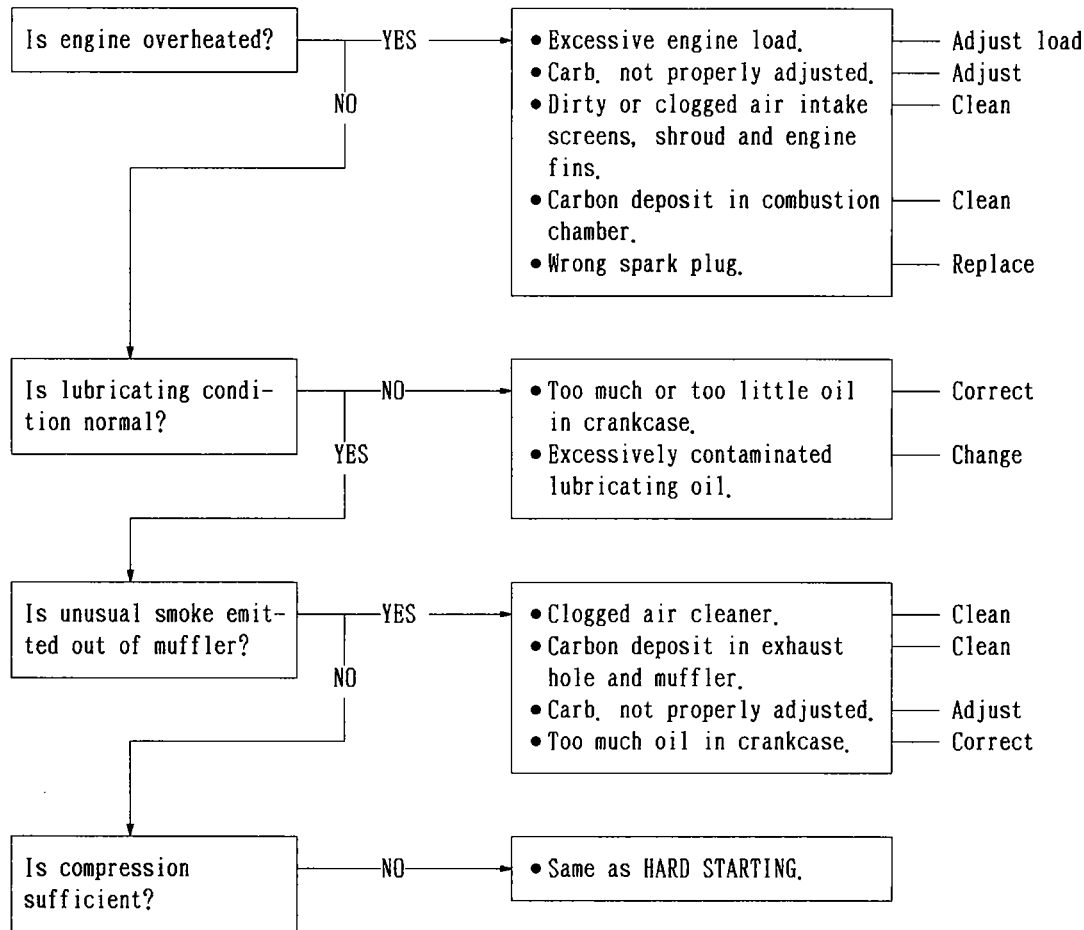 Is engine overheated?
YES
NO
• Excessive engine load.
Adjust load
• Carb. not properly adjusted.
Adjust
• Dirty or clogged air intake
screens, shroud and engine
fins.
Clean
• Carbon deposit in combustion
chamber.
Clean
• Wrong spark plug.
Replace
Is lubricating condi-
tion normal?
NO
YES
• Too much or too little oil
in crankcase.
Correct
• Excessively contaminated
lubricating oil.
Change
Is unusual smoke emit-
ted out of muffler?
YES
NO
• Clogged air cleaner.
Clean
• Carbon deposit in exhaust
hole and muffler.
Clean
• Carb. not properly adjusted.
Adjust
• Too much oil in crankcase.
Correct
Is compression
sufficient?
NO
• Same as HARD STARTING.